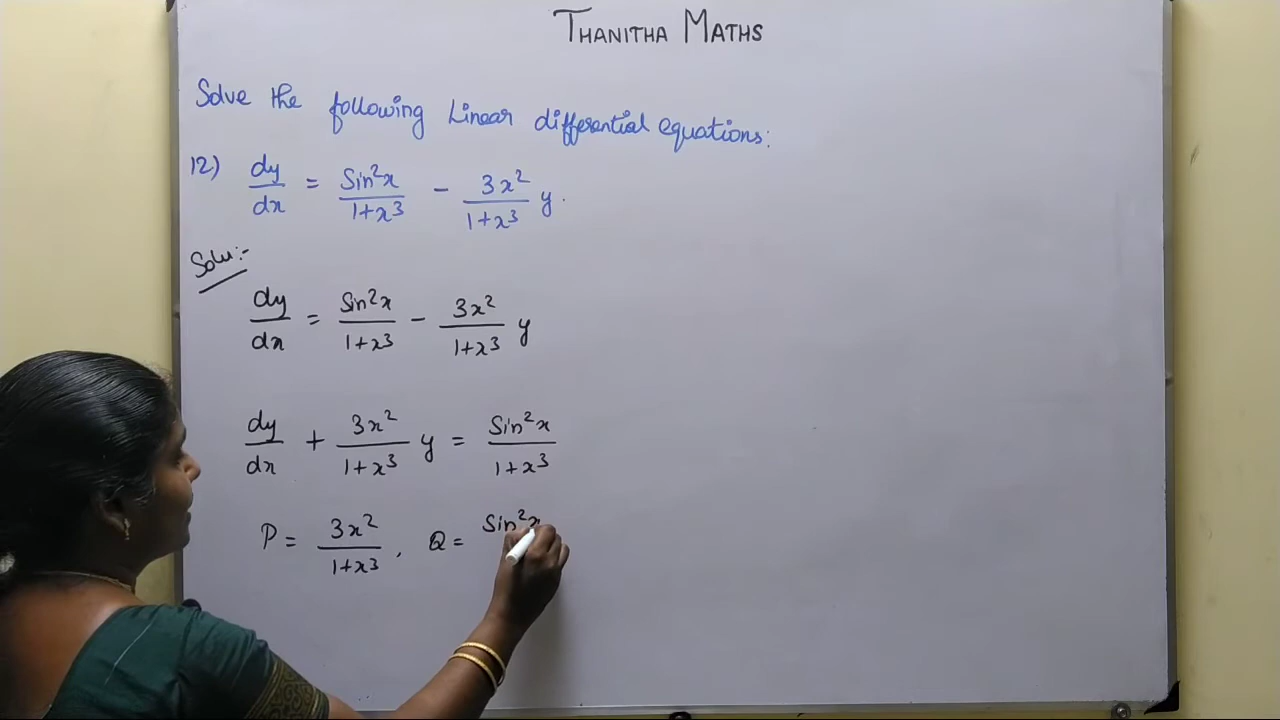 THANITHA MATHS
Solve the following Linear differential equations:
12) dy/dx = Sin²x/1+x³ - 3x²/1+x³ y.
Solu:-
dy/dx = Sin²x/1+x³ - 3x²/1+x³ y
dy/dx + 3x²/1+x³ y = Sin²x/1+x³
P = 3x²/1+x³ , Q = Sin²x